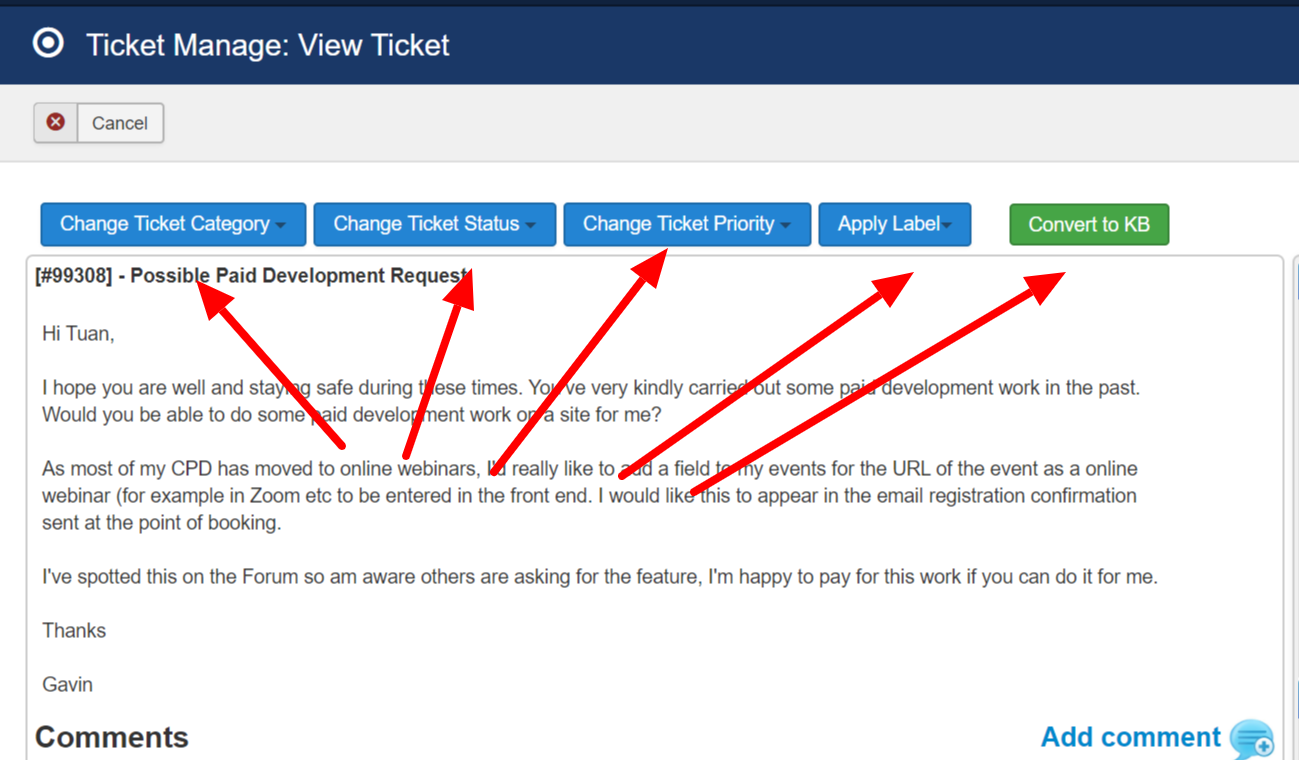 Ticket Manage: View Ticket
Cancel
Change Ticket Category
Change Ticket Status
Change Ticket Priority
Apply Label
Convert to KB
[#99308] - Possible Paid Development Request
Hi Tuan,
I hope you are well and staying safe during these times. You've very kindly carried out some paid development work in the past.
Would you be able to do some paid development work on a site for me?
As most of my CPD has moved to online webinars, I'd really like to add a field to my events for the URL of the event as a online
webinar (for example in Zoom etc to be entered in the front end. I would like this to appear in the email registration confirmation
sent at the point of booking.
I've spotted this on the Forum so am aware others are asking for the feature, I'm happy to pay for this work if you can do it for me.
Thanks
Gavin
Comments
Add comment